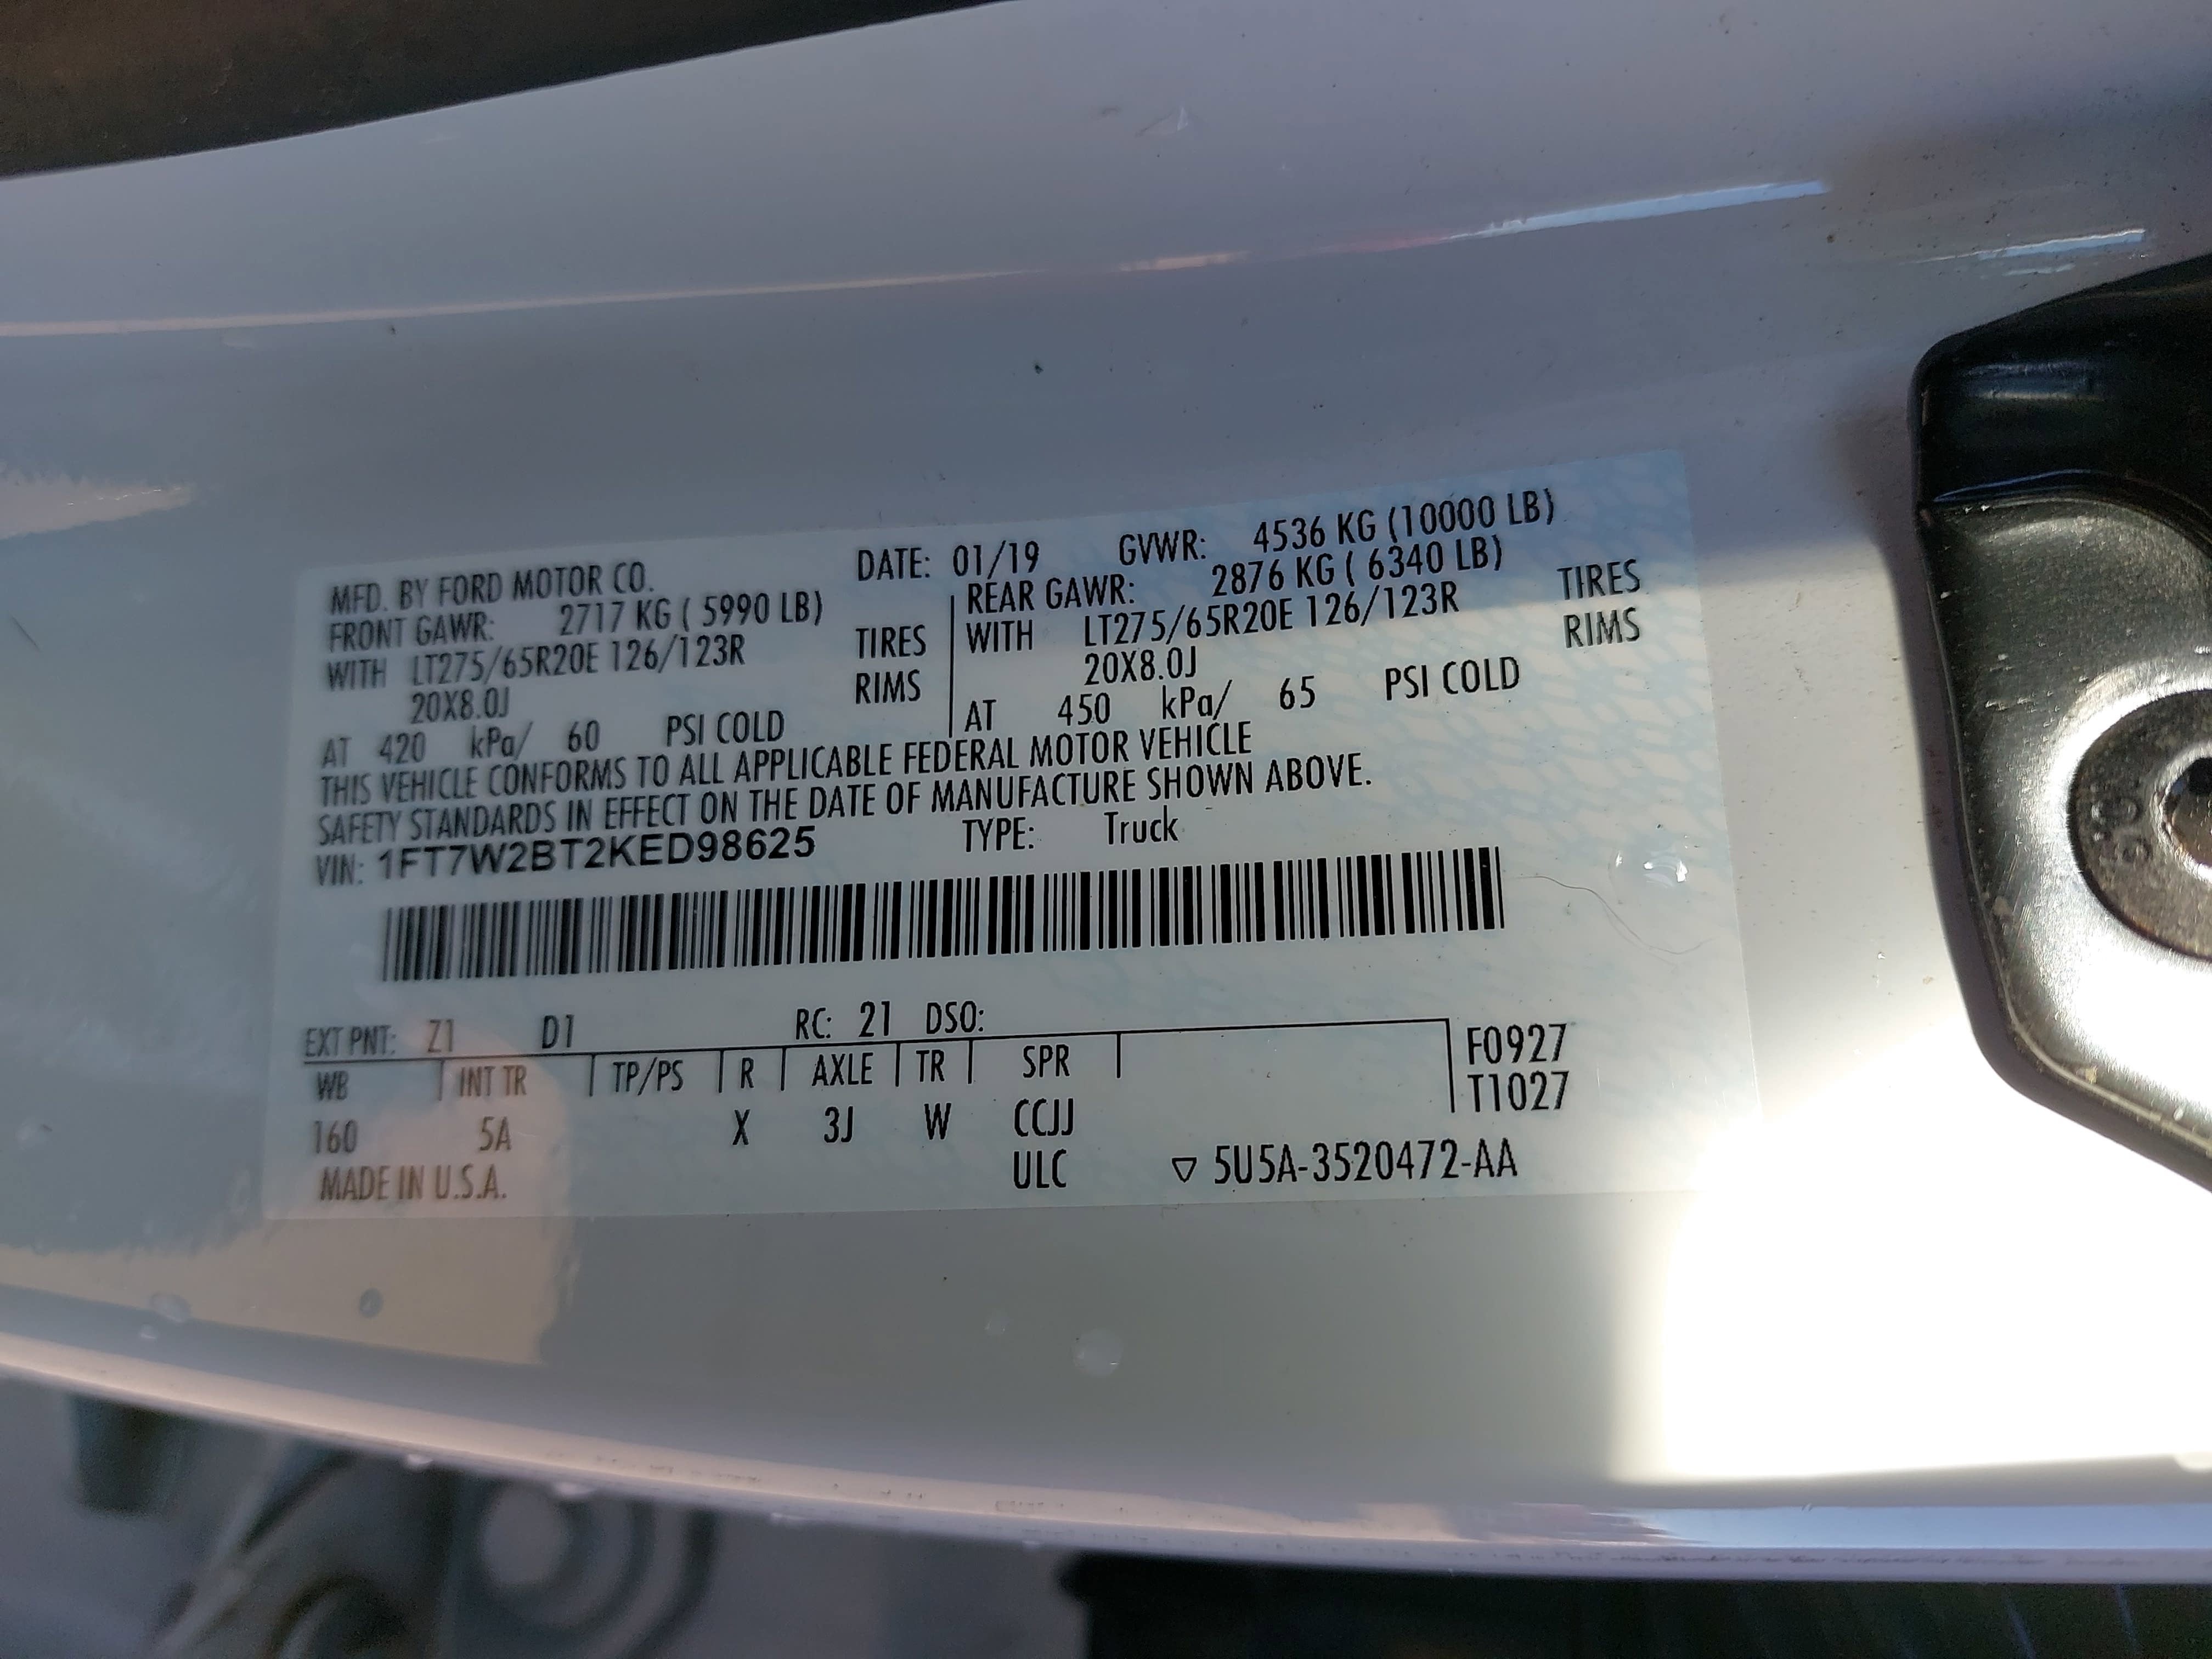 MFD. BY FORD MOTOR CO. DATE: 01/19 GVWR: 4536 KG (10000 LB)
FRONT GAWR: 2717 KG ( 5990 LB)
WITH LT275/65R20E 126/123R TIRES
20X8.0J RIMS
AT 420 kPa/ 60 PSI COLD
REAR GAWR: 2876 KG ( 6340 LB)
WITH LT275/65R20E 126/123R TIRES
20X8.0J RIMS
AT 450 kPa/ 65 PSI COLD
THIS VEHICLE CONFORMS TO ALL APPLICABLE FEDERAL MOTOR VEHICLE
SAFETY STANDARDS IN EFFECT ON THE DATE OF MANUFACTURE SHOWN ABOVE.
VIN: 1FT7W2BT2KED98625 TYPE: Truck
EXT PNT: Z1 D1 RC: 21 DSO:
WB INT TR TP/PS R AXLE TR SPR
160 5A X 3J W CCJJ
F0927
T1027
MADE IN U.S.A. ULC ▽ 5U5A-3520472-AA